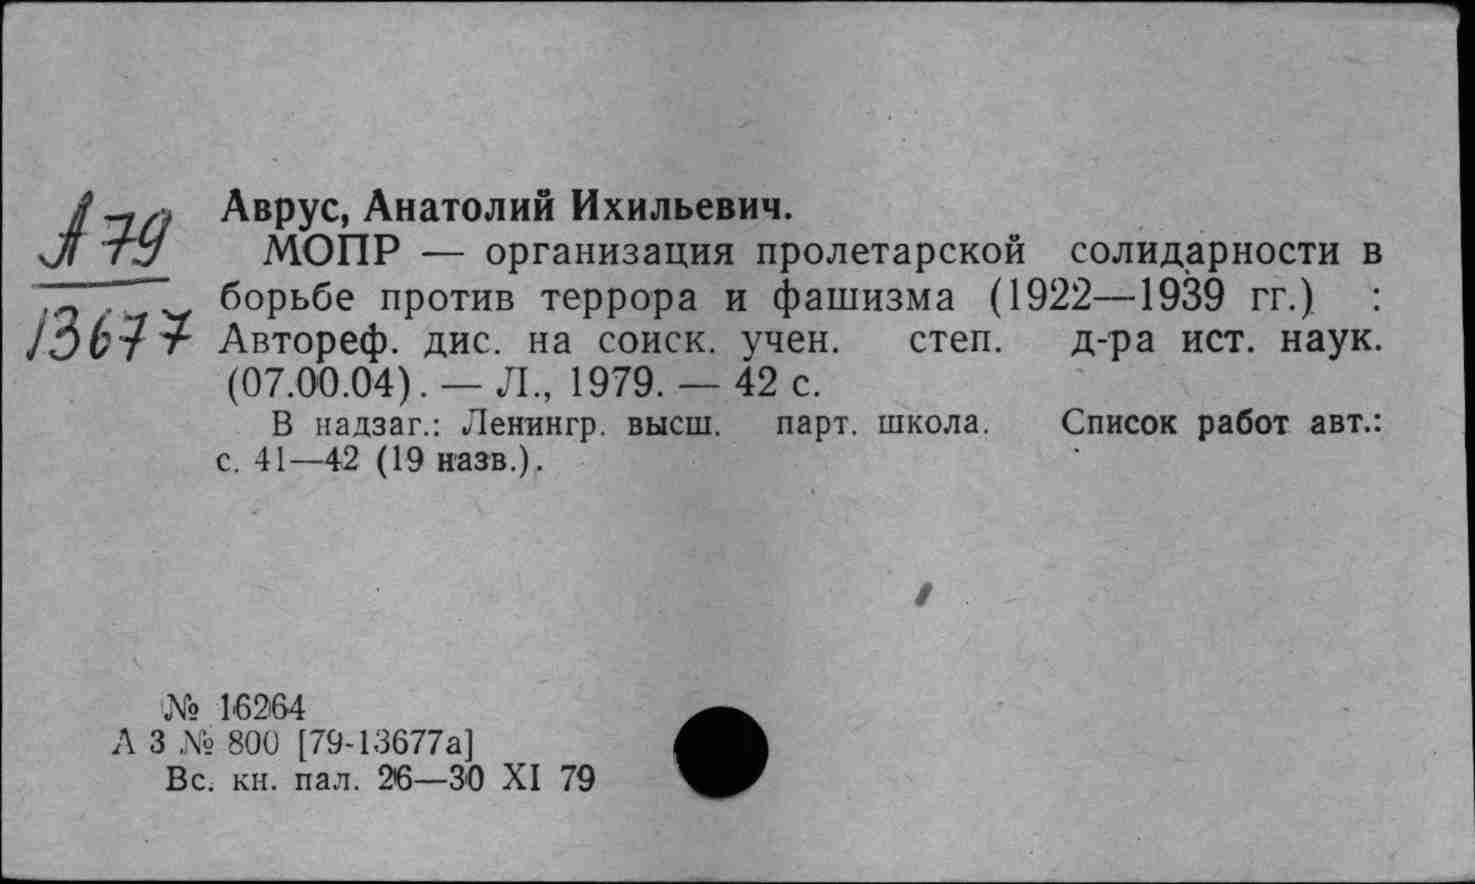 А79
13677
Аврус, Анатолий Ихильевич.
МОПР — организация пролетарской солидарности в
борьбе против террора и фашизма (1922—1939 гг.) :
Автореф. дис. на соиск. учен. степ. д-ра ист. наук.
(07.00.04). — Л., 1979. — 42 с.
В надзаг.: Ленингр. высш. парт. школа. Список работ авт.:
с. 41—42 (19 назв.).
№ 16264
А 3 № 800 [79-13677а]
Вс. кн. пал. 26—30 XI 79